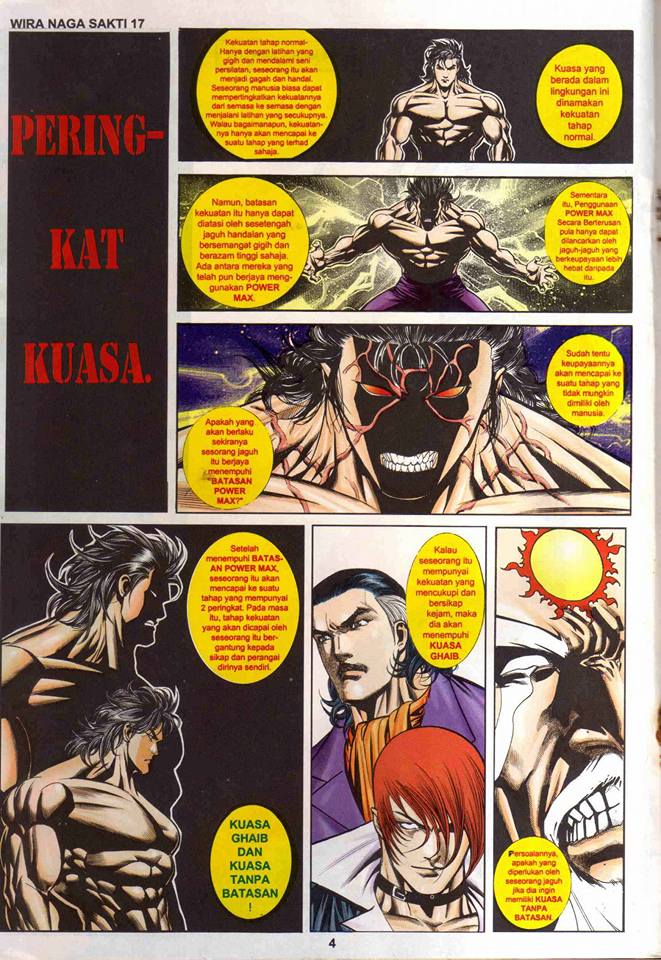 WIRA NAGA SAKTI 17
PERING-
KAT
KUASA.
Kekuatan tahap normal-
Hanya dengan latihan yang
gigih dan mendalami seni
persilatan, seseorang itu akan
menjadi gagah dan handal.
Seseorang manusia biasa dapat
mempertingkatkan kekuatannya
dari semasa ke semasa dengan
menjalani latihan yang secukupnya.
Walau bagaimanapun, kekuatan-
nya hanya akan mencapai ke
suatu tahap yang terhad
sahaja.
Kuasa yang
berada dalam
lingkungan ini
dinamakan
kekuatan
tahap
normal.
Namun, batasan
kekuatan itu hanya dapat
diatasi oleh sesetengah
jaguh handalan yang
bersemangat gigih dan
berazam tinggi sahaja.
Ada antara mereka yang
telah pun berjaya meng-
gunakan POWER
MAX.
Sementara
itu, Penggunaan
POWER MAX
Secara Berterusan
pula hanya dapat
dilancarkan oleh
jaguh-jaguh yang
berkeupayaan lebih
hebat daripada
itu.
Sudah tentu
keupayaannya
akan mencapai ke
suatu tahap yang
tidak mungkin
dimiliki oleh
manusia.
Apakah yang
akan berlaku
sekiranya
sesorang jaguh
itu berjaya
menempuhi
"BATASAN
POWER
MAX?"
Setelah
menempuhi BATAS-
AN POWER MAX,
seseorang itu akan
mencapai ke suatu
tahap yang mempunyai
2 peringkat. Pada masa
itu, tahap kekuatan
yang akan dicapai oleh
seseorang itu ber-
gantung kepada
sikap dan perangai
dirinya sendiri.
KUASA
GHAIB
DAN
KUASA
TANPA
BATASAN
!
Kalau
seseorang itu
mempunyai
kekuatan yang
mencukupi dan
bersikap
kejam, maka
dia akan
menempuhi
KUASA
GHAIB.
Persoalannya,
apakah yang
diperlukan oleh
seseorang jaguh
jika dia ingin
memiliki KUASA
TANPA
BATASAN.
4